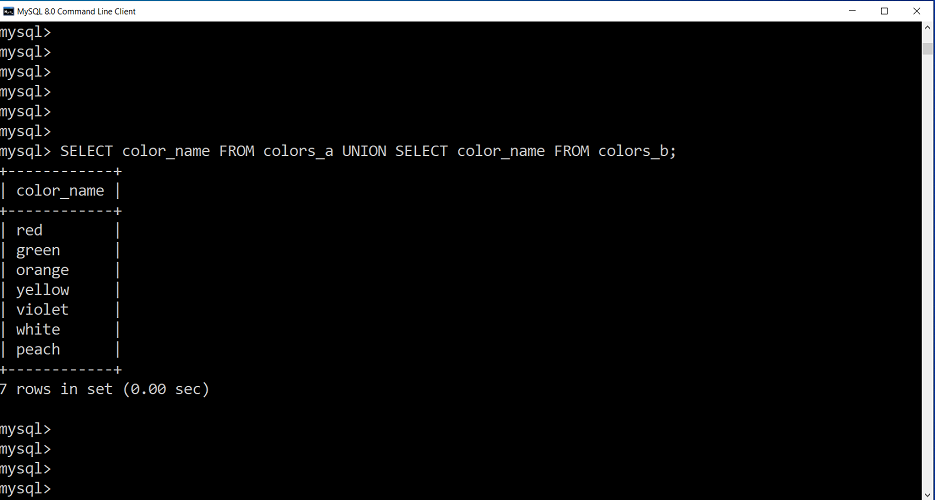 MySQL 8.0 Command Line Client
mysql>
mysql>
mysql>
mysql>
mysql>
mysql>
mysql> SELECT color_name FROM colors_a UNION SELECT color_name FROM colors_b;
+------------+
| color_name |
+------------+
| red        |
| green      |
| orange     |
| yellow     |
| violet     |
| white      |
| peach      |
+------------+
7 rows in set (0.00 sec)
mysql>
mysql>
mysql>
mysql>